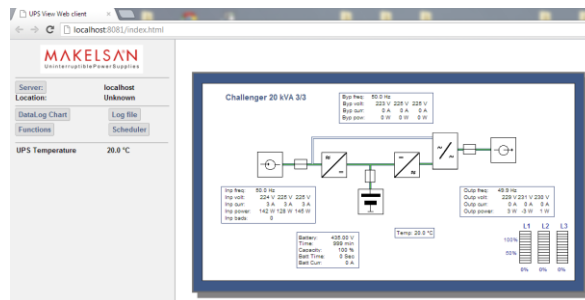 UPS View Web client
localhost:8081/index.html
MAKELSAN
Uninterruptible Power Supplies
Server: localhost
Location: Unknown
DataLog Chart Log file
Functions Scheduler
UPS Temperature 20.0 °C
Challenger 20 kVA 3/3
Byp freq: 50.0 Hz
Byp volt: 223 V 225 V 225 V
Byp curr: 0 A 0 A 0 A
Byp pow: 0 W 0 W 0 W
Inp freq: 50.0 Hz
Inp volt: 224 V 225 V 225 V
Inp curr: 3 A 3 A 3 A
Inp power: 142 W 128 W 145 W
Inp bads: 0
Outp freq: 49.9 Hz
Outp volt: 229 V 231 V 230 V
Outp curr: 0 A 0 A 0 A
Outp power: 3 W -3 W 1 W
Battery: 435.00 V
Time: 999 min
Capacity: 100 %
Batt Time: 0 Sec
Batt Curr: 0 A
Temp: 20.0 °C
L1 L2 L3
100%
50%
0% 0% 0%